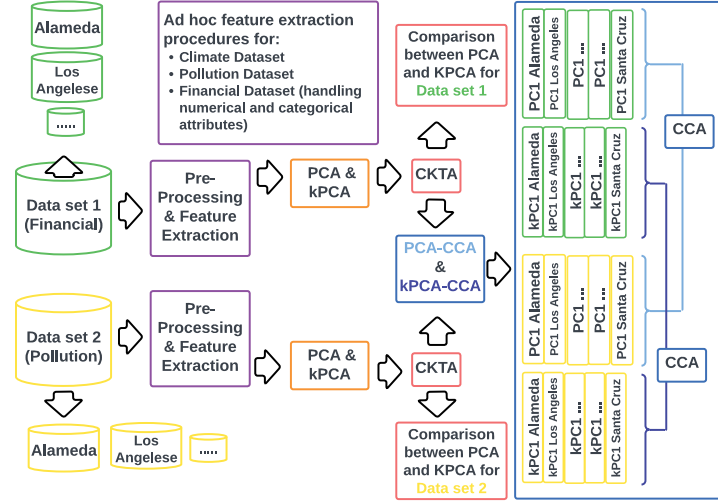 Alameda
Los
Angelese
.....
Data set 1
(Financial)
Ad hoc feature extraction
procedures for:
• Climate Dataset
• Pollution Dataset
• Financial Dataset (handling
numerical and categorical
attributes)
Pre-
Processing
& Feature
Extraction
PCA &
kPCA
CKTA
Comparison
between PCA
and KPCA for
Data set 1
PCA-CCA
&
kPCA-CCA
Data set 2
(Pollution)
Alameda
Los
Angelese
.....
Pre-
Processing
& Feature
Extraction
PCA &
kPCA
CKTA
Comparison
between PCA
and KPCA for
Data set 2
PC1 Alameda
PC1 Los Angeles
PC1 ...
PC1 ...
PC1 Santa Cruz
kPC1 Alameda
kPC1 Los Angeles
kPC1 ...
kPC1 ...
kPC1 Santa Cruz
PC1 Alameda
PC1 Los Angeles
PC1 ...
PC1 ...
PC1 Santa Cruz
kPC1 Alameda
kPC1 Los Angeles
kPC1 ...
kPC1 ...
kPC1 Santa Cruz
CCA
CCA